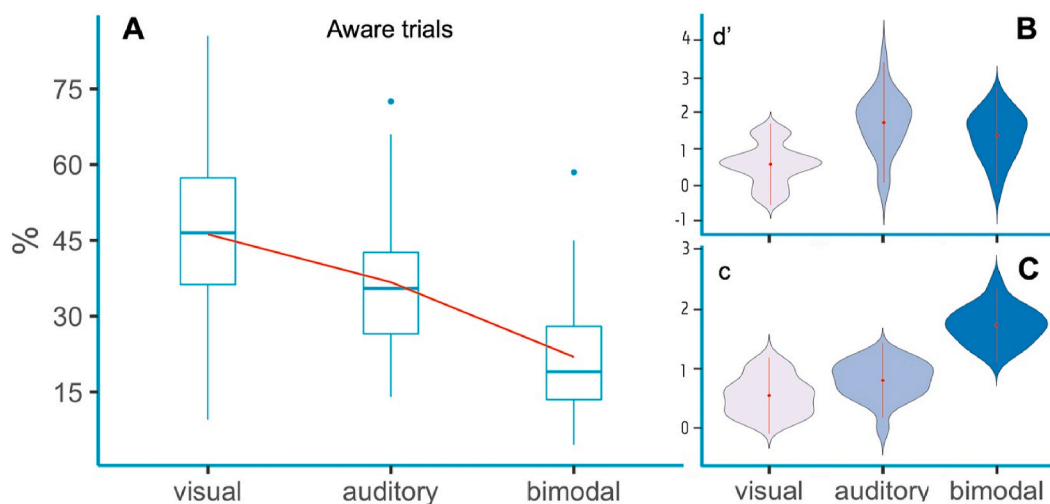 A
Aware trials
%
75
60
45
30
15
visual
auditory
bimodal
d'
B
4
3
2
1
0
-1
c
C
3
2
1
0
visual
auditory
bimodal